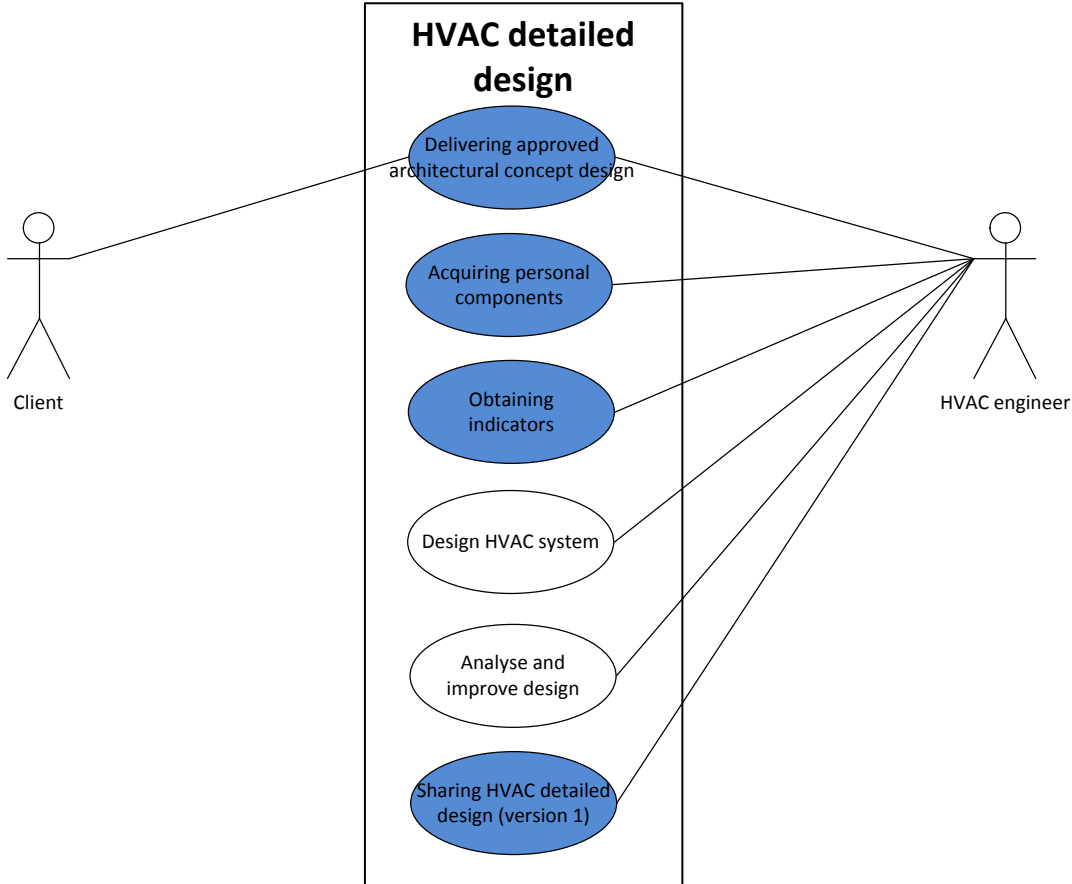 HVAC detailed
design
Delivering approved
architectural concept design
Acquiring personal
components
Client
Obtaining
indicators
HVAC engineer
Design HVAC system
Analyse and
improve design
Sharing HVAC detailed
design (version 1)